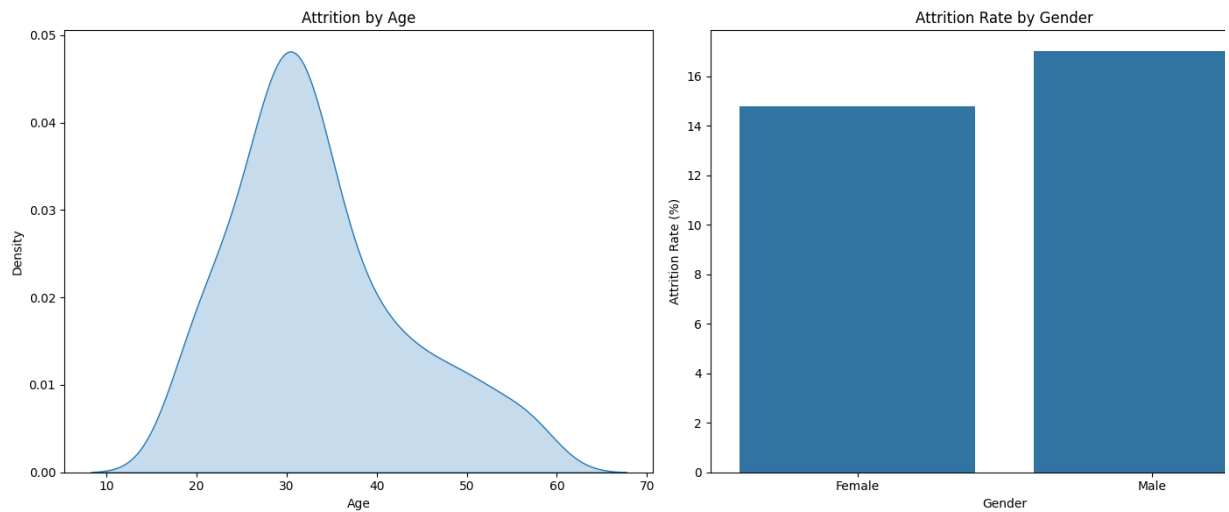 Attrition by Age
0.05
0.04
0.03
0.02
0.01
0.00
Density
10 20 30 40 50 60 70
Age
Attrition Rate by Gender
16
14
12
10
8
6
4
2
0
Attrition Rate (%)
Female Male
Gender